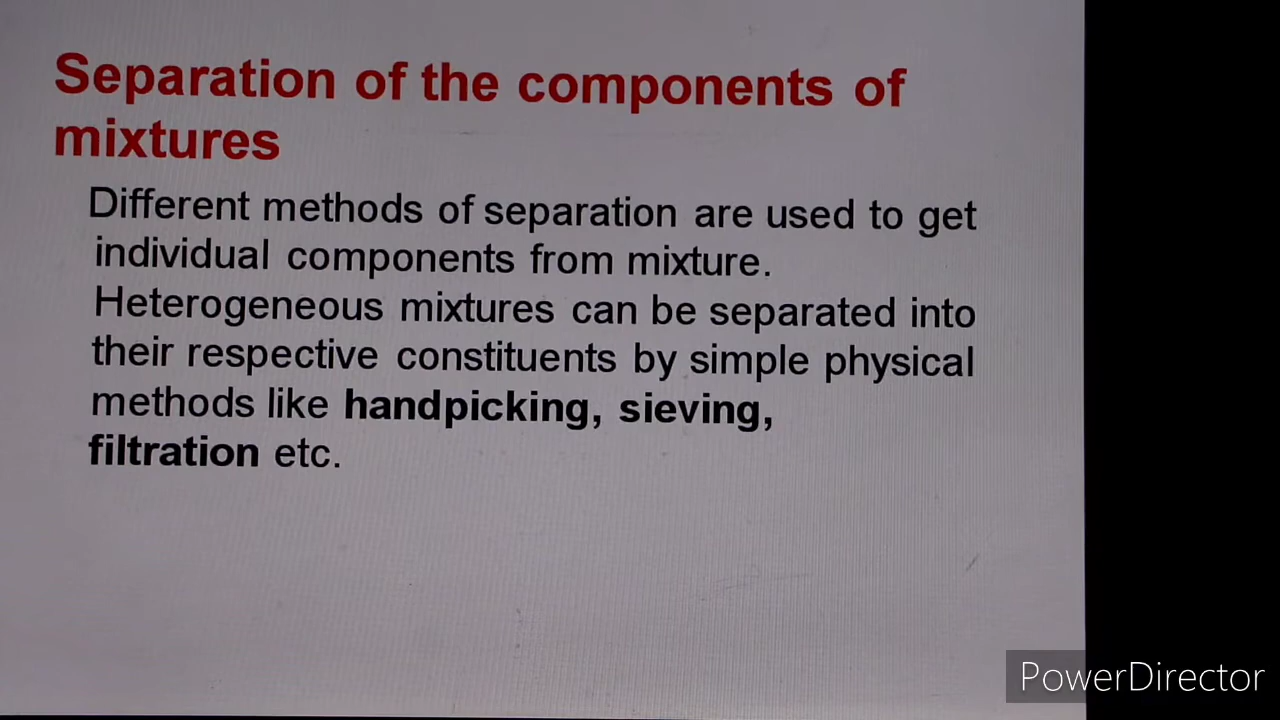 Separation of the components of
mixtures
Different methods of separation are used to get
individual components from mixture.
Heterogeneous mixtures can be separated into
their respective constituents by simple physical
methods like handpicking, sieving,
filtration etc.
PowerDirector